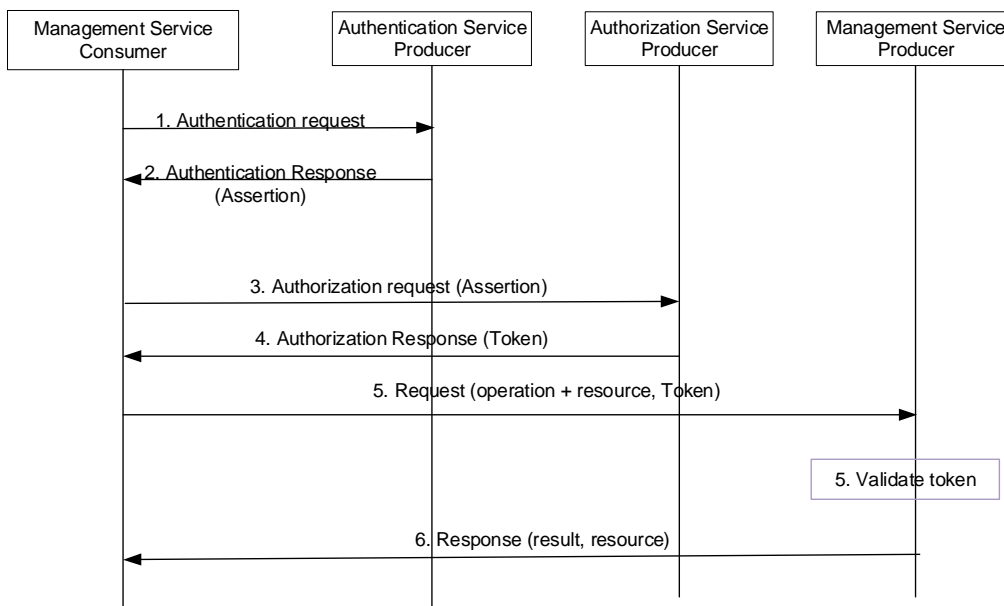 Management Service
Consumer
Authentication Service
Producer
Authorization Service
Producer
Management Service
Producer
1. Authentication request
2. Authentication Response
(Assertion)
3. Authorization request (Assertion)
4. Authorization Response (Token)
5. Request (operation + resource, Token)
5. Validate token
6. Response (result, resource)